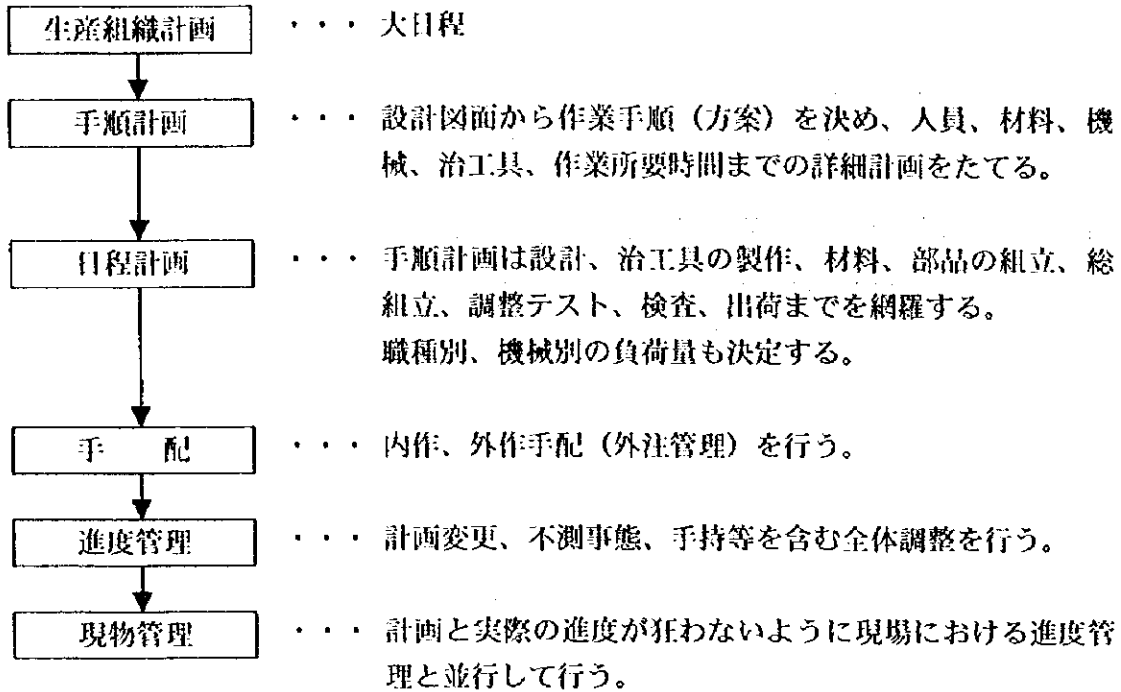 生産組織計画 ・・・ 大日程
手順計画 ・・・ 設計図面から作業手順（方案）を決め、人員、材料、機
械、治工具、作業所要時間までの詳細計画をたてる。
日程計画 ・・・ 手順計画は設計、治工具の製作、材料、部品の組立、総
組立、調整テスト、検査、出荷までを網羅する。
職種別、機械別の負荷量も決定する。
手　　配 ・・・ 内作、外作手配（外注管理）を行う。
進度管理 ・・・ 計画変更、不測事態、手持等を含む全体調整を行う。
現物管理 ・・・ 計画と実際の進度が狂わないように現場における進度管
理と並行して行う。